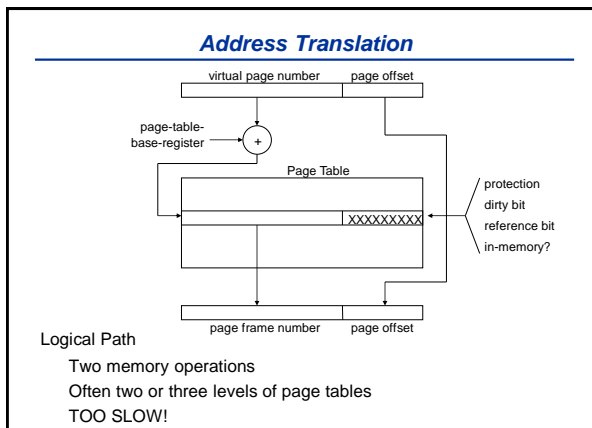 Address Translation
virtual page number
page offset
page-table-
base-register
+
Page Table
XXXXXXXXX
protection
dirty bit
reference bit
in-memory?
page frame number
page offset
Logical Path
Two memory operations
Often two or three levels of page tables
TOO SLOW!